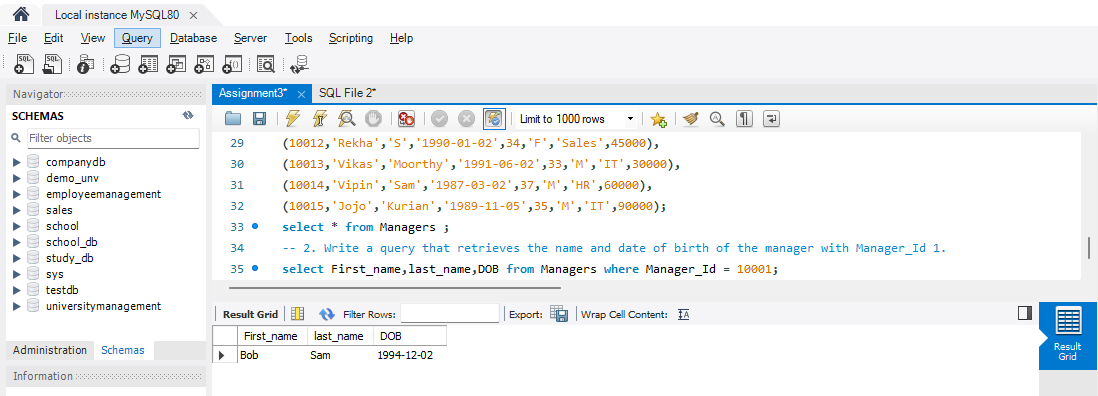 Local instance MySQL80
File Edit View Query Database Server Tools Scripting Help
Navigator
SCHEMAS
Filter objects
companydb
demo_unv
employeemanagement
sales
school
school_db
study_db
sys
testdb
universitymanagement
Administration Schemas
Information
Assignment3* SQL File 2*
Limit to 1000 rows
29 (10012,'Rekha','S','1990-01-02',34,'F','Sales',45000),
30 (10013,'Vikas','Moorthy','1991-06-02',33,'M','IT',30000),
31 (10014,'Vipin','Sam','1987-03-02',37,'M','HR',60000),
32 (10015,'Jojo','Kurian','1989-11-05',35,'M','IT',90000);
33 select * from Managers ;
34 -- 2. Write a query that retrieves the name and date of birth of the manager with Manager_Id 1.
35 select First_name,last_name,DOB from Managers where Manager_Id = 10001;
Result Grid Filter Rows: Export: Wrap Cell Content:
First_name last_name DOB
Bob Sam 1994-12-02
Result
Grid